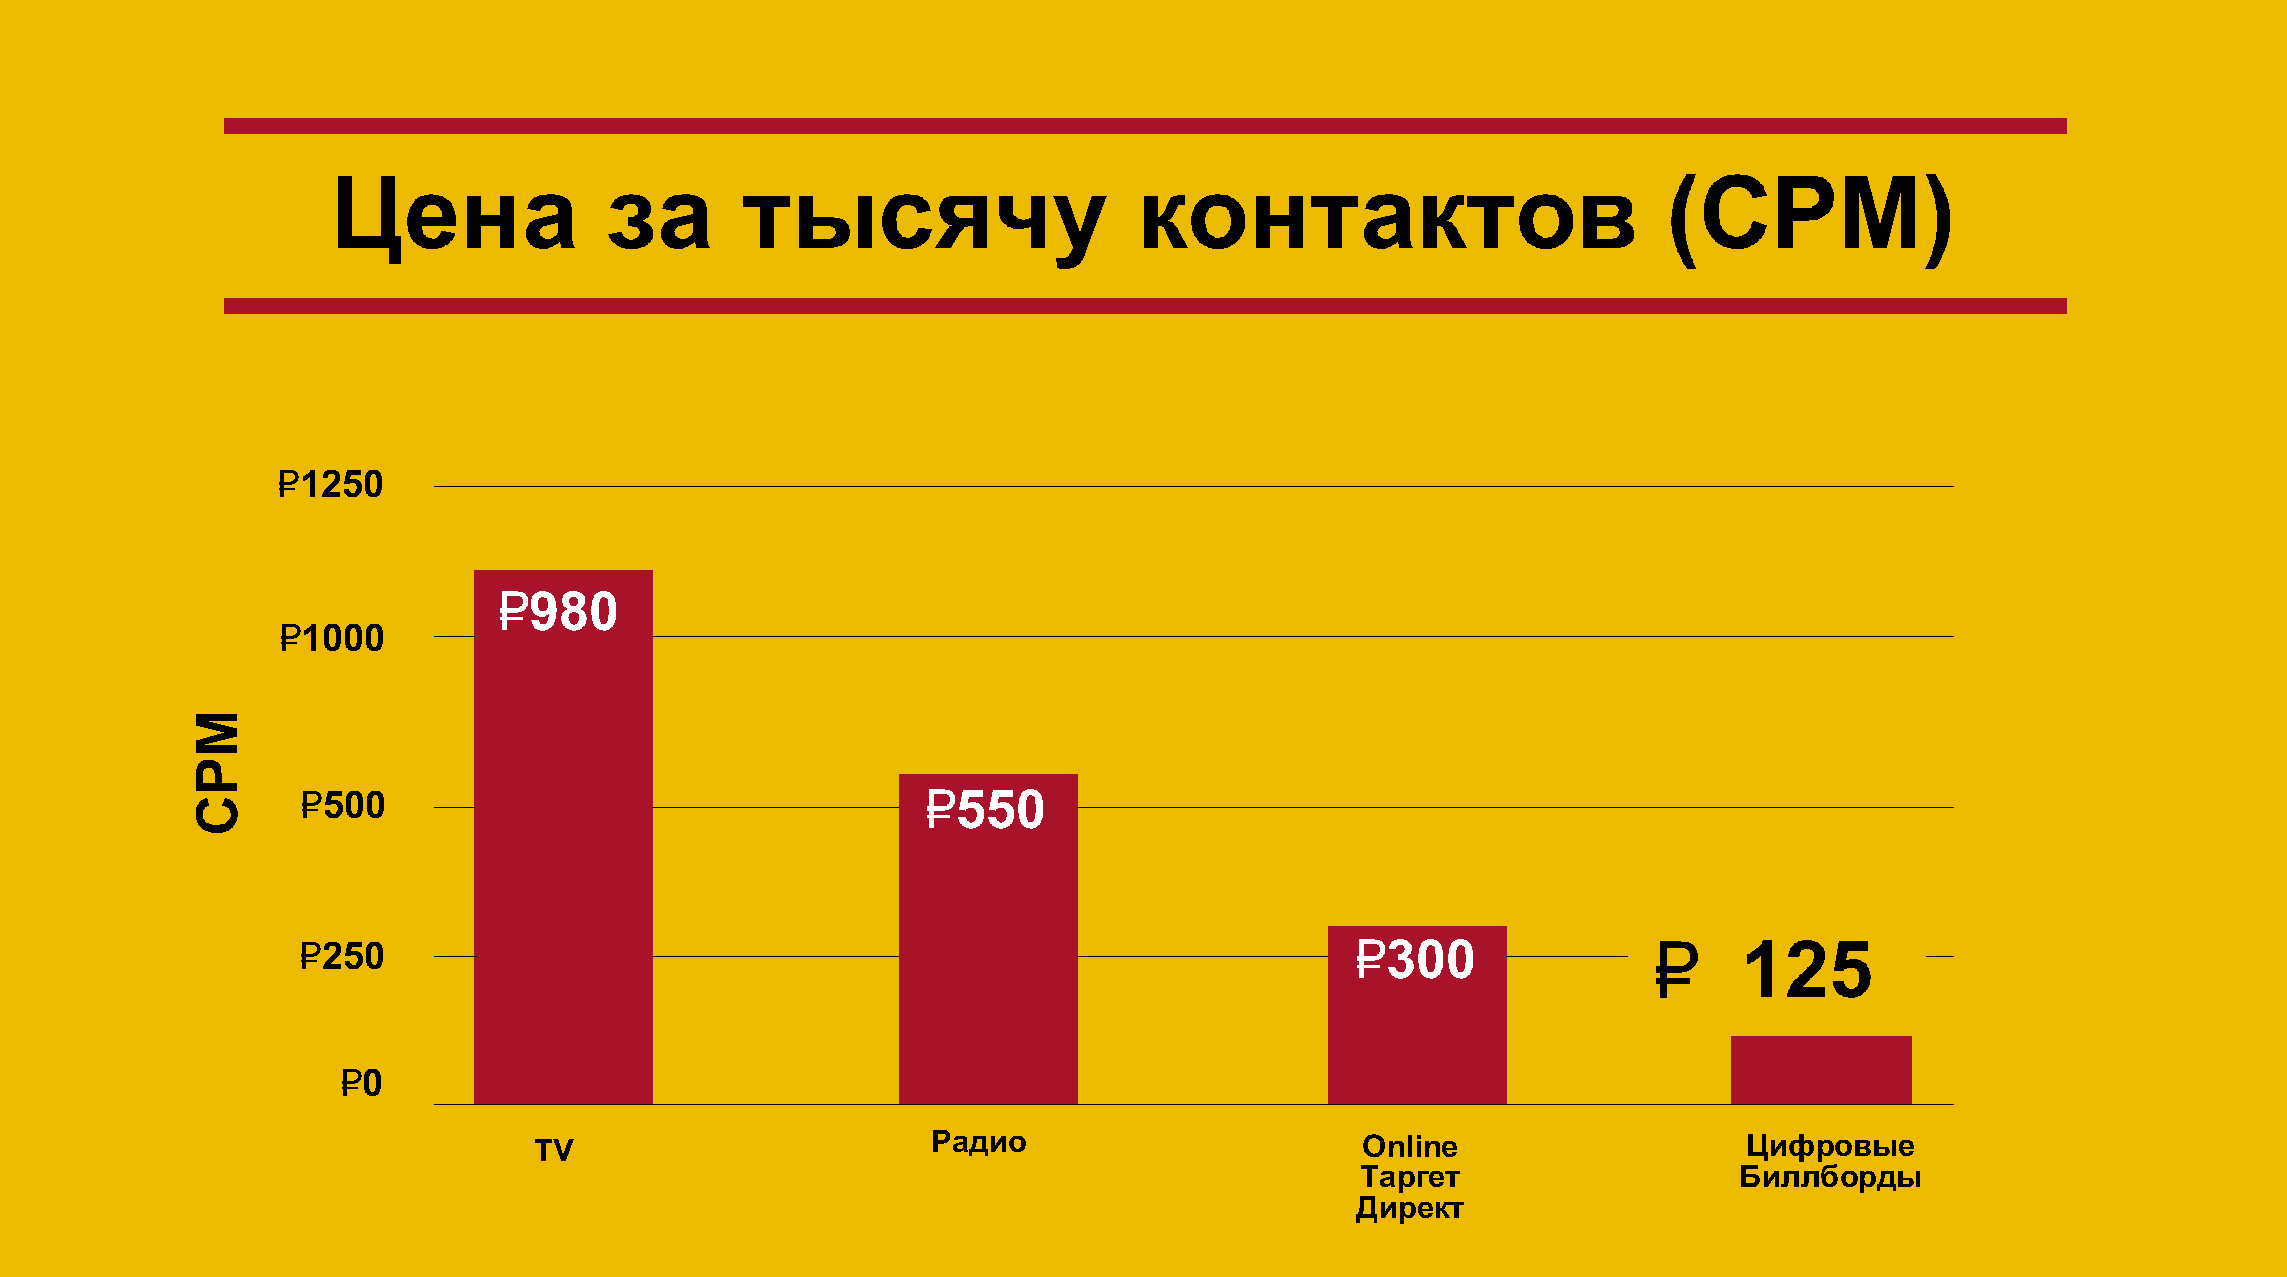 Цена за тысячу контактов (CPM)
₽1250
₽980
₽1000
CPM
₽500
₽550
₽250
₽300
₽ 125
₽0
TV
Радио
Online
Таргет
Директ
Цифровые
Биллборды